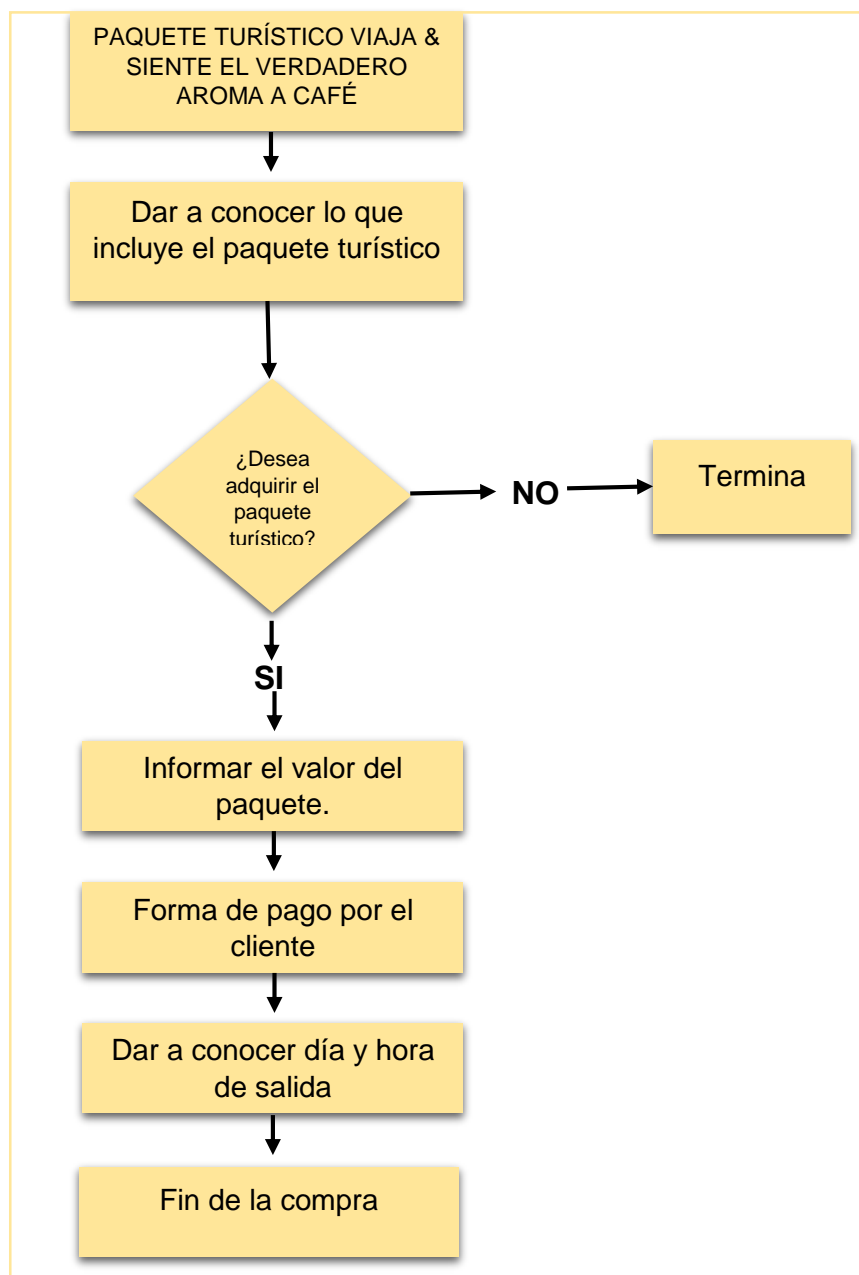 PAQUETE TURÍSTICO VIAJA &
SIENTE EL VERDADERO
AROMA A CAFÉ
Dar a conocer lo que
incluye el paquete turístico
¿Desea
adquirir el
paquete
turístico?
NO
Termina
SI
Informar el valor del
paquete.
Forma de pago por el
cliente
Dar a conocer día y hora
de salida
Fin de la compra